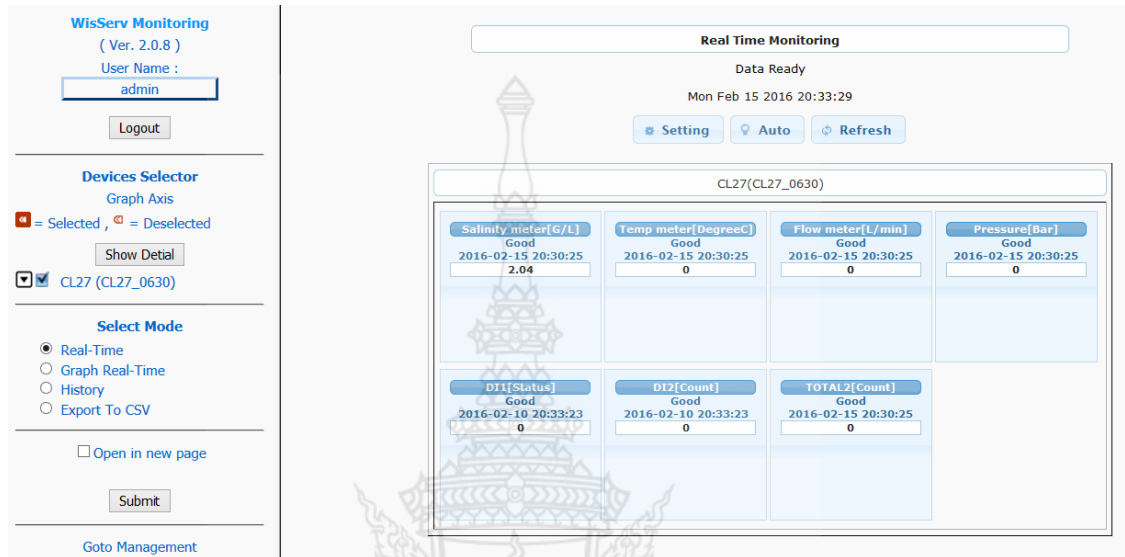 WisServ Monitoring
( Ver. 2.0.8 )
User Name :
admin
Logout
Devices Selector
Graph Axis
= Selected , = Deselected
Show Detial
CL27 (CL27_0630)
Select Mode
Real-Time
Graph Real-Time
History
Export To CSV
Open in new page
Submit
Goto Management
Real Time Monitoring
Data Ready
Mon Feb 15 2016 20:33:29
Setting Auto Refresh
CL27(CL27_0630)
Salinity meter[G/L]
Good
2016-02-15 20:30:25
2.04
Temp meter[DegreeC]
Good
2016-02-15 20:30:25
0
Flow meter[L/min]
Good
2016-02-15 20:30:25
0
Pressure[Bar]
Good
2016-02-15 20:30:25
0
DI1[Status]
Good
2016-02-10 20:33:23
0
DI2[Count]
Good
2016-02-10 20:33:23
0
TOTAL2[Count]
Good
2016-02-15 20:30:25
0